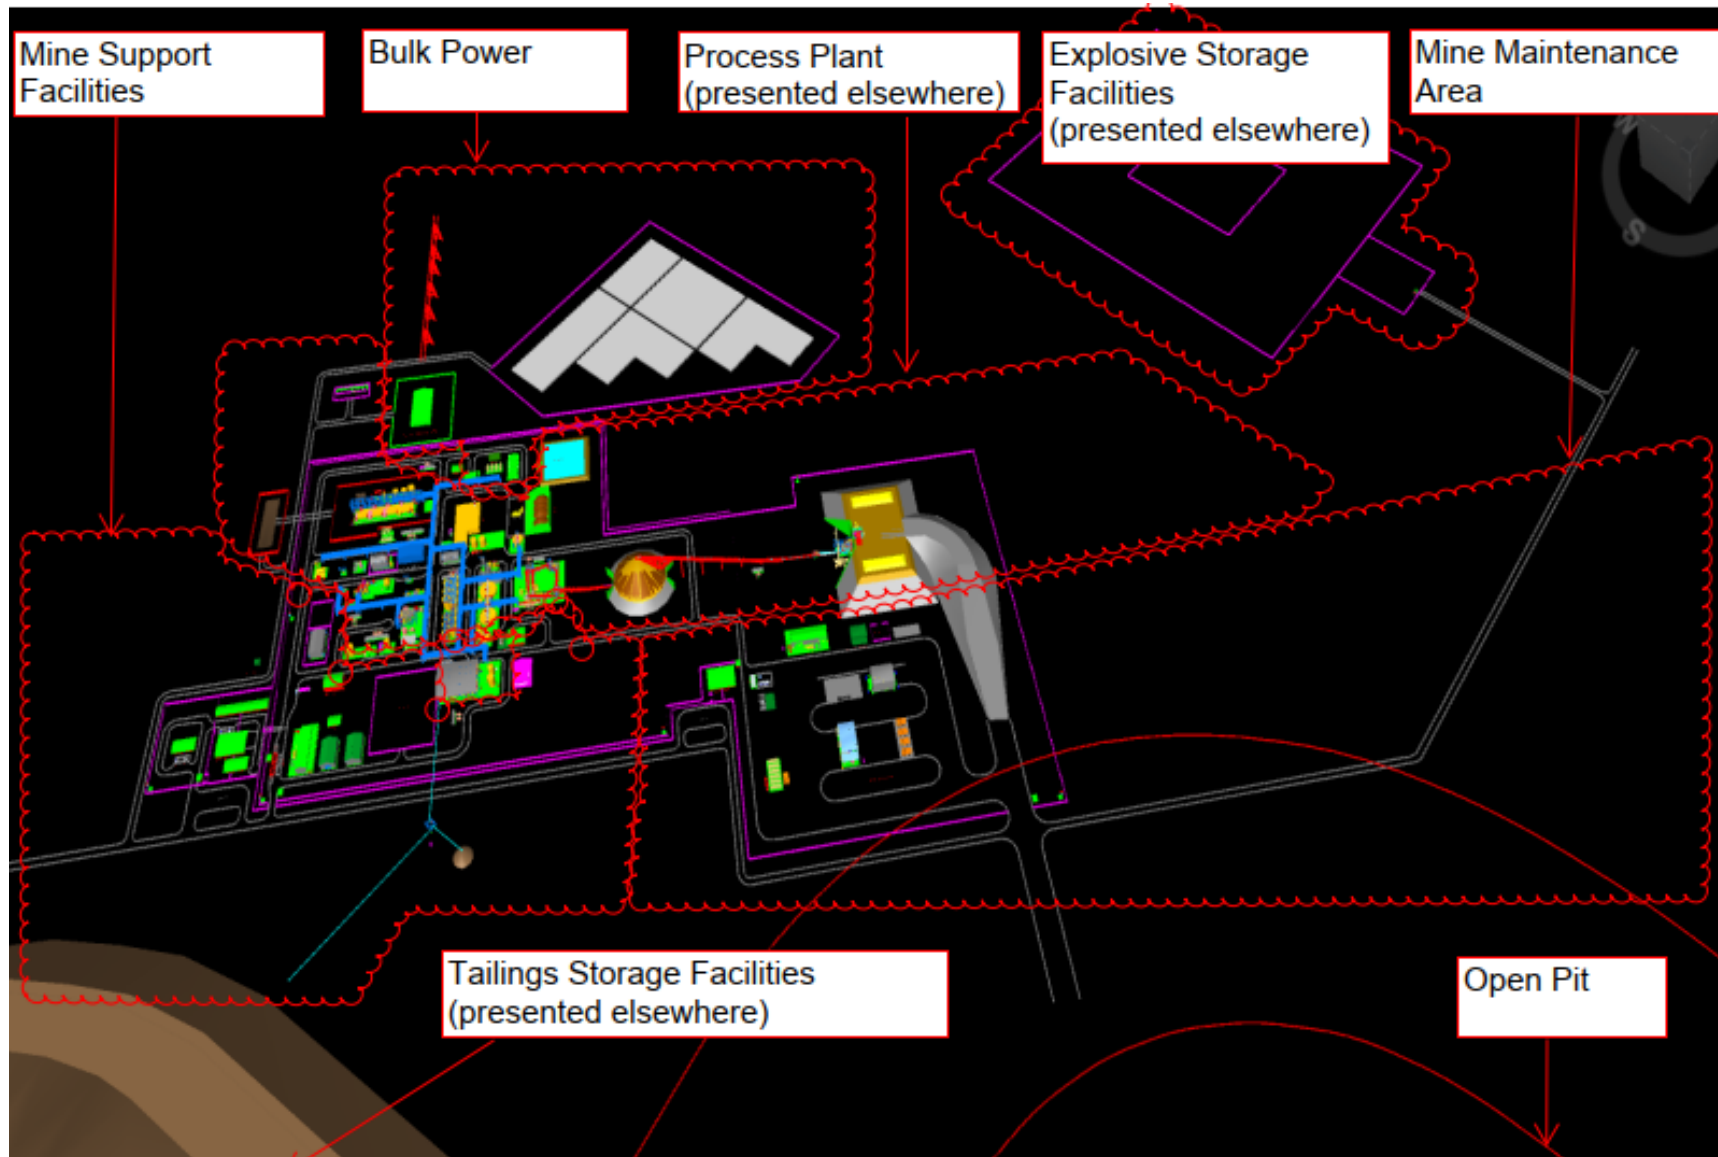 Mine Support
Facilities
Bulk Power
Process Plant
(presented elsewhere)
Explosive Storage
Facilities
(presented elsewhere)
Mine Maintenance
Area
W
S
Tailings Storage Facilities
(presented elsewhere)
Open Pit